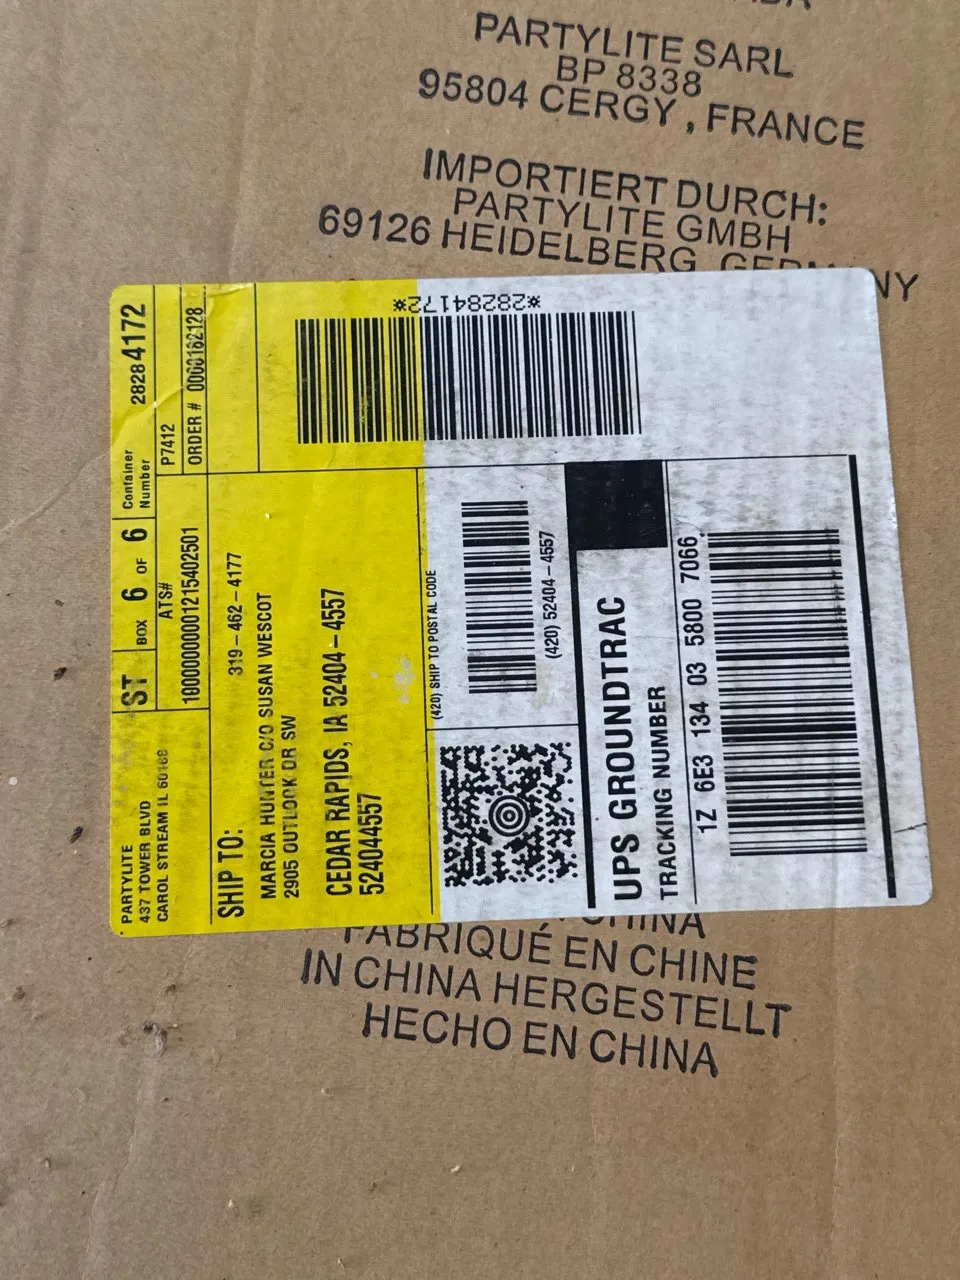 PARTYLITE SARL
BP 8338
95804 CERGY , FRANCE
IMPORTIERT DURCH:
PARTYLITE GMBH
69126 HEIDELBERG
PARTYLITE
437 TOWER BLVD
CAROL STREAM IL 60188
ST
BOX 6 OF 6
Container Number 28284172
ATS#
10000000001215402501
P7412
ORDER # 0000162128
SHIP TO:
319-462-4177
MARCIA HUNTER C/O SUSAN WESCOT
2905 OUTLOOK DR SW
CEDAR RAPIDS, IA 52404-4557
524044557
*28284172*
(420) SHIP TO POSTAL CODE
(420) 52404-4557
UPS GROUNDTRAC
TRACKING NUMBER
1Z 6E3 134 03 5800 7066
CHINA
FABRIQUÉ EN CHINE
IN CHINA HERGESTELLT
HECHO EN CHINA